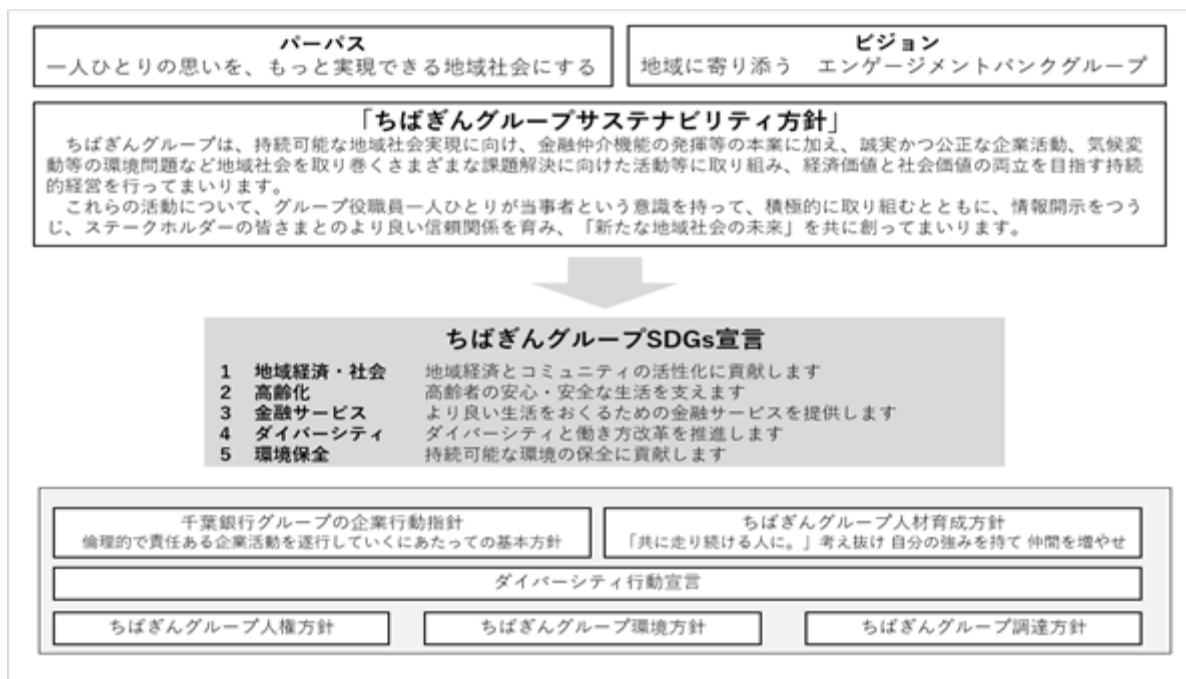 パーパス
一人ひとりの思いを、もっと実現できる地域社会にする
ビジョン
地域に寄り添う　エンゲージメントバンクグループ
「ちばぎんグループサステナビリティ方針」
ちばぎんグループは、持続可能な地域社会実現に向け、金融仲介機能の発揮等の本業に加え、誠実かつ公正な企業活動、気候変
動等の環境問題など地域社会を取り巻くさまざまな課題解決に向けた活動等に取り組み、経済価値と社会価値の両立を目指す持続
的経営を行ってまいります。
これらの活動について、グループ役職員一人ひとりが当事者という意識を持って、積極的に取り組むとともに、情報開示をつう
じ、ステークホルダーの皆さまとのより良い信頼関係を育み、「新たな地域社会の未来」を共に創ってまいります。
ちばぎんグループSDGs宣言
1　地域経済・社会　地域経済とコミュニティの活性化に貢献します
2　高齢化　高齢者の安心・安全な生活を支えます
3　金融サービス　より良い生活をおくるための金融サービスを提供します
4　ダイバーシティ　ダイバーシティと働き方改革を推進します
5　環境保全　持続可能な環境の保全に貢献します
千葉銀行グループの企業行動指針
倫理的で責任ある企業活動を遂行していくにあたっての基本方針
ちばぎんグループ人材育成方針
「共に走り続ける人に。」考え抜け 自分の強みを持て 仲間を増やせ
ダイバーシティ行動宣言
ちばぎんグループ人権方針
ちばぎんグループ環境方針
ちばぎんグループ調達方針